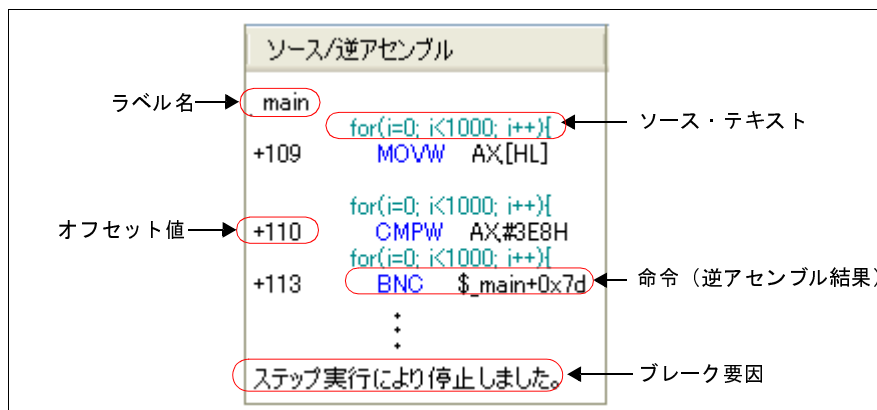 ソース/逆アセンブル
ラベル名
_main
for(i=0; i<1000; i++){
ソース・テキスト
+109 MOVW AX,[HL]
for(i=0; i<1000; i++){
オフセット値
+110 CMPW AX,#3E8H
for(i=0; i<1000; i++){
+113 BNC $_main+0x7d
命令（逆アセンブル結果）
ステップ実行により停止しました。
ブレーク要因